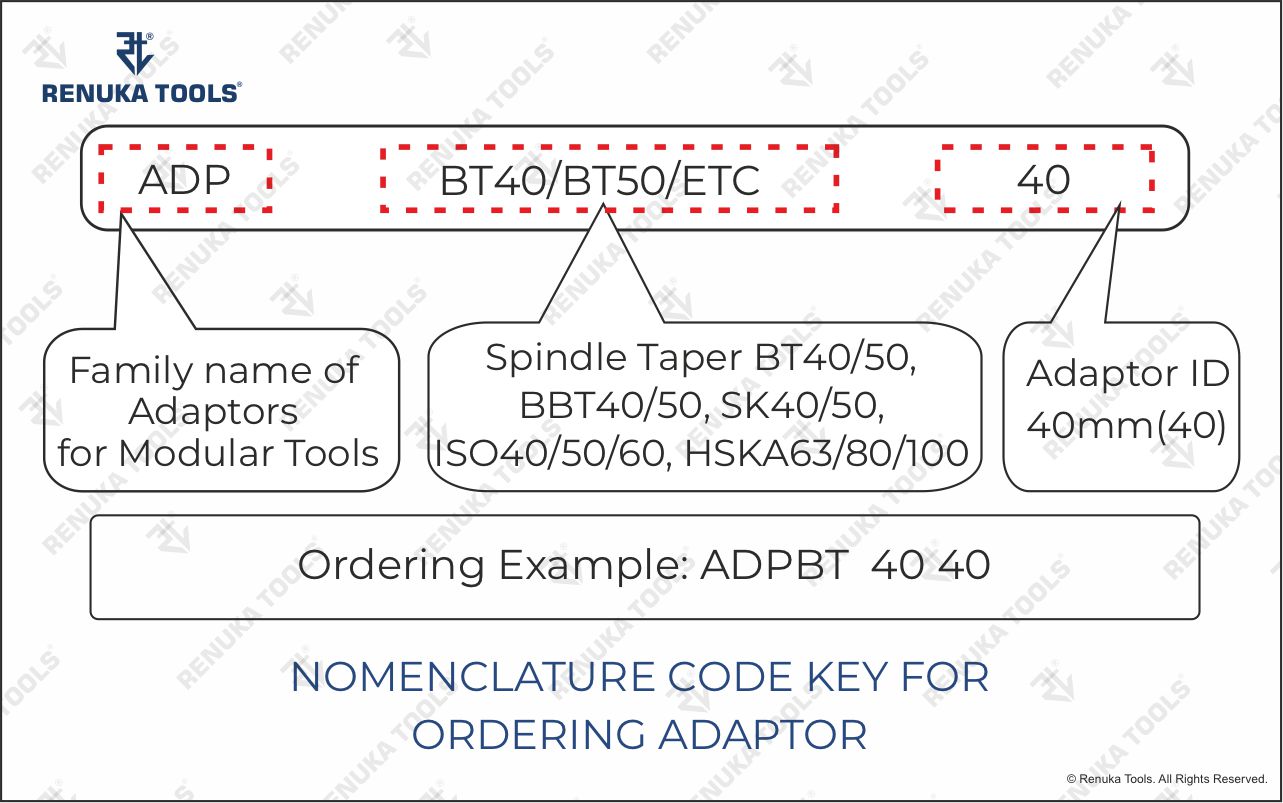 RENUKA TOOLS®
ADP BT40/BT50/ETC 40
Family name of
Adaptors
for Modular Tools
Spindle Taper BT40/50,
BBT40/50, SK40/50,
ISO40/50/60, HSKA63/80/100
Adaptor ID
40mm(40)
Ordering Example: ADPBT  40 40
NOMENCLATURE CODE KEY FOR
ORDERING ADAPTOR
© Renuka Tools. All Rights Reserved.